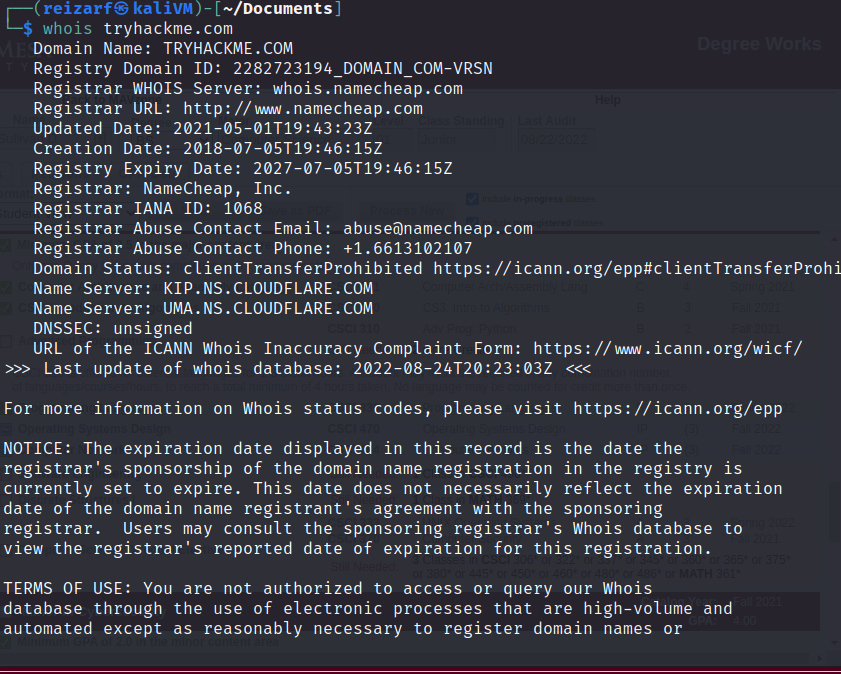 ┌──(reizarf㉿kaliVM)-[~/Documents]
└─$ whois tryhackme.com
Domain Name: TRYHACKME.COM
Registry Domain ID: 2282723194_DOMAIN_COM-VRSN
Registrar WHOIS Server: whois.namecheap.com
Registrar URL: http://www.namecheap.com
Updated Date: 2021-05-01T19:43:23Z
Creation Date: 2018-07-05T19:46:15Z
Registry Expiry Date: 2027-07-05T19:46:15Z
Registrar: NameCheap, Inc.
Registrar IANA ID: 1068
Registrar Abuse Contact Email: abuse@namecheap.com
Registrar Abuse Contact Phone: +1.6613102107
Domain Status: clientTransferProhibited https://icann.org/epp#clientTransferProhi
Name Server: KIP.NS.CLOUDFLARE.COM
Name Server: UMA.NS.CLOUDFLARE.COM
DNSSEC: unsigned
URL of the ICANN Whois Inaccuracy Complaint Form: https://www.icann.org/wicf/
>>> Last update of whois database: 2022-08-24T20:23:03Z <<<
For more information on Whois status codes, please visit https://icann.org/epp
NOTICE: The expiration date displayed in this record is the date the
registrar's sponsorship of the domain name registration in the registry is
currently set to expire. This date does not necessarily reflect the expiration
date of the domain name registrant's agreement with the sponsoring
registrar.  Users may consult the sponsoring registrar's Whois database to
view the registrar's reported date of expiration for this registration.
TERMS OF USE: You are not authorized to access or query our Whois
database through the use of electronic processes that are high-volume and
automated except as reasonably necessary to register domain names or
Degree Works
Help
Class Standing
Last Audit
Junior
08/22/2022